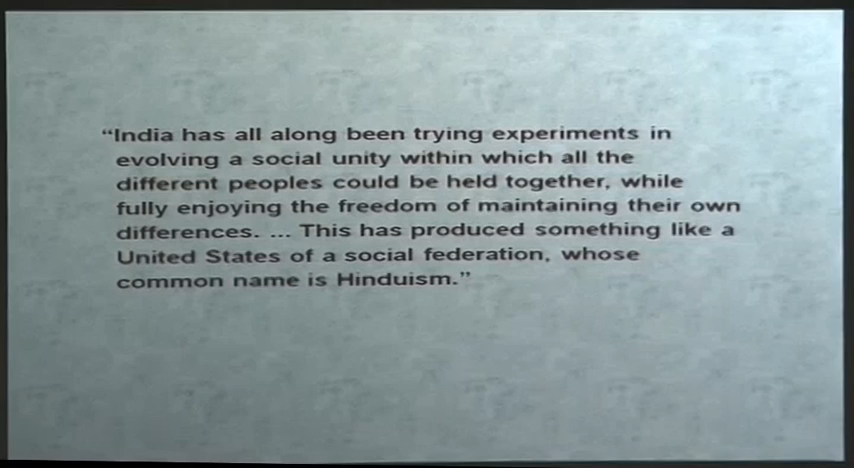 “India has all along been trying experiments in
evolving a social unity within which all the
different peoples could be held together, while
fully enjoying the freedom of maintaining their own
differences. ... This has produced something like a
United States of a social federation, whose
common name is Hinduism.”